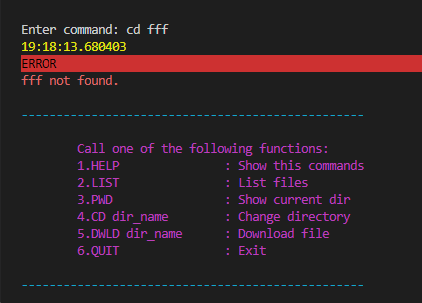 Enter command: cd fff
19:18:13.680403
ERROR
fff not found.
-------------------------------------------------
Call one of the following functions:
1.HELP : Show this commands
2.LIST : List files
3.PWD : Show current dir
4.CD dir_name : Change directory
5.DWLD dir_name : Download file
6.QUIT : Exit
-------------------------------------------------